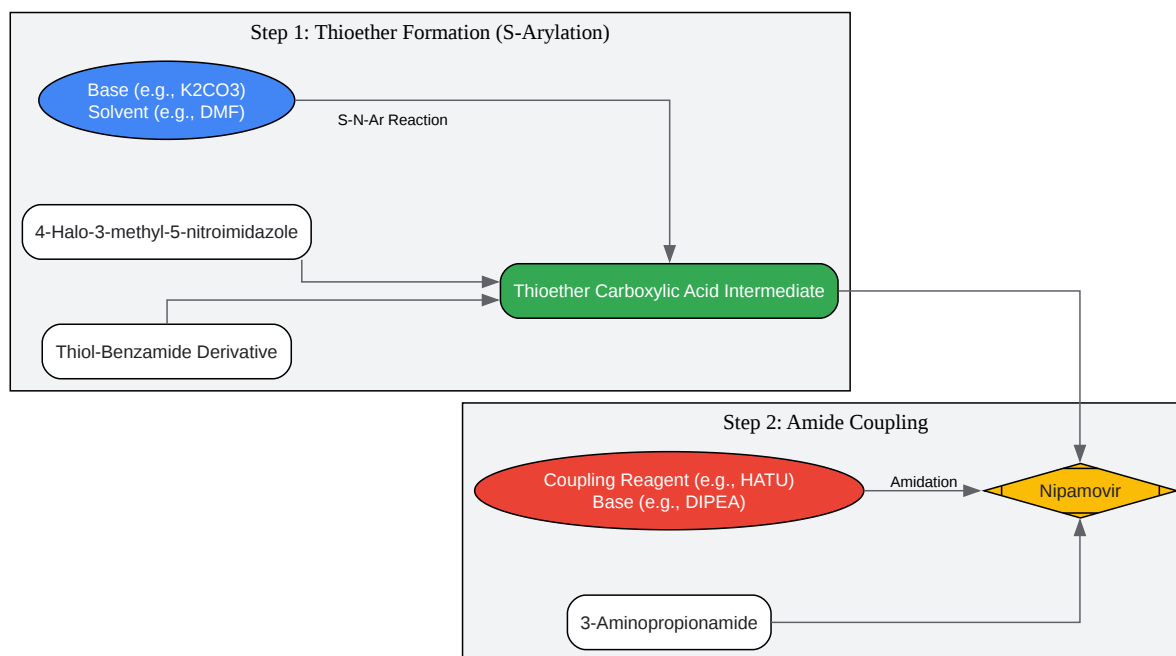 Step 1: Thioether Formation (S-Arylation)
Base (e.g., K2CO3)
Solvent (e.g., DMF)
S-N-Ar Reaction
4-Halo-3-methyl-5-nitroimidazole
Thioether Carboxylic Acid Intermediate
Thiol-Benzamide Derivative
Step 2: Amide Coupling
Coupling Reagent (e.g., HATU)
Base (e.g., DIPEA)
Amidation
Nipamovir
3-Aminopropionamide